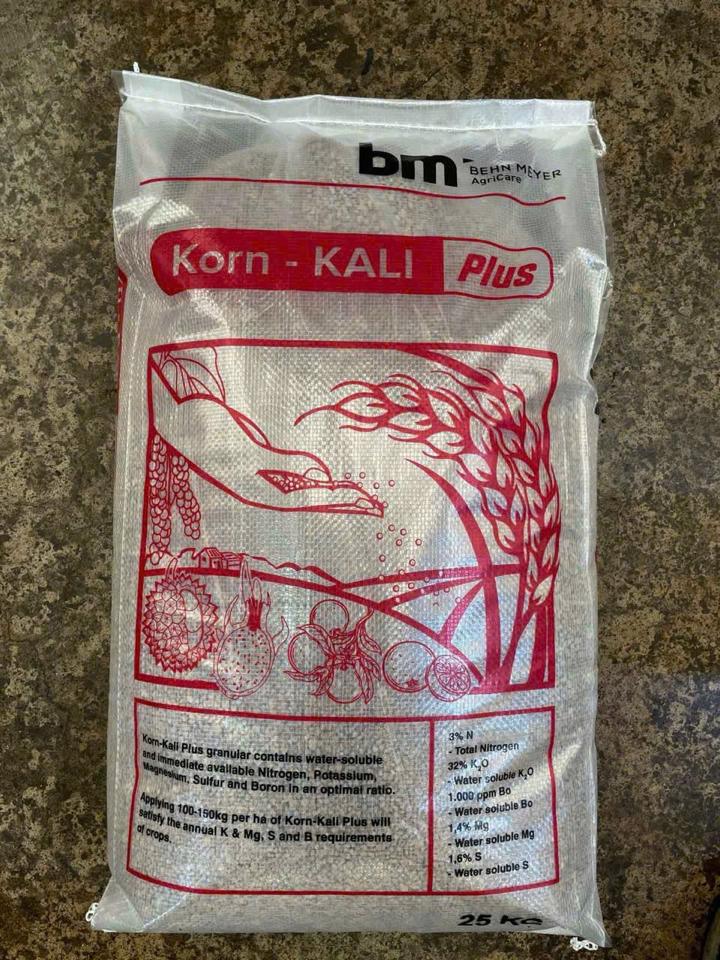 bm
BEHN MEYER
AgriCare
Korn - KALI Plus
Korn-Kali Plus granular contains water-soluble
and immediate available Nitrogen, Potassium,
Magnesium, Sulfur and Boron in an optimal ratio.
Applying 100-150kg per ha of Korn-Kali Plus will
satisfy the annual K & Mg, S and B requirements
of crops.
3% N
- Total Nitrogen
32% K₂O
- Water soluble K₂O
1.000 ppm Bo
- Water soluble Bo
1,4% Mg
- Water soluble Mg
1,6% S
- Water soluble S
25 KG